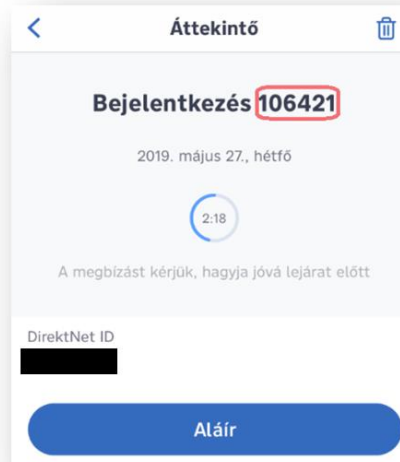 Áttekintő
Bejelentkezés 106421
2019. május 27., hétfő
2:18
A megbízást kérjük, hagyja jóvá lejárat előtt
DirektNet ID
Aláír